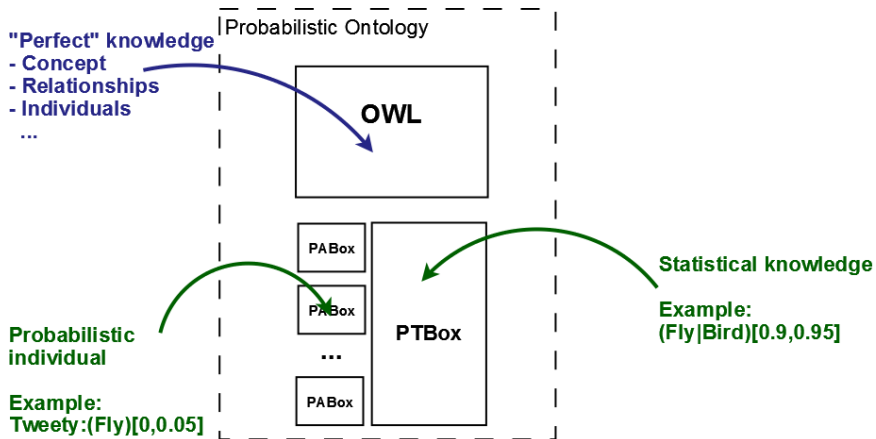 Probabilistic Ontology
"Perfect" knowledge
- Concept
- Relationships
- Individuals
...
OWL
PABox
PABox
...
PABox
PTBox
Statistical knowledge
Example:
(Fly|Bird)[0.9,0.95]
Probabilistic
individual
Example:
Tweety:(Fly)[0,0.05]